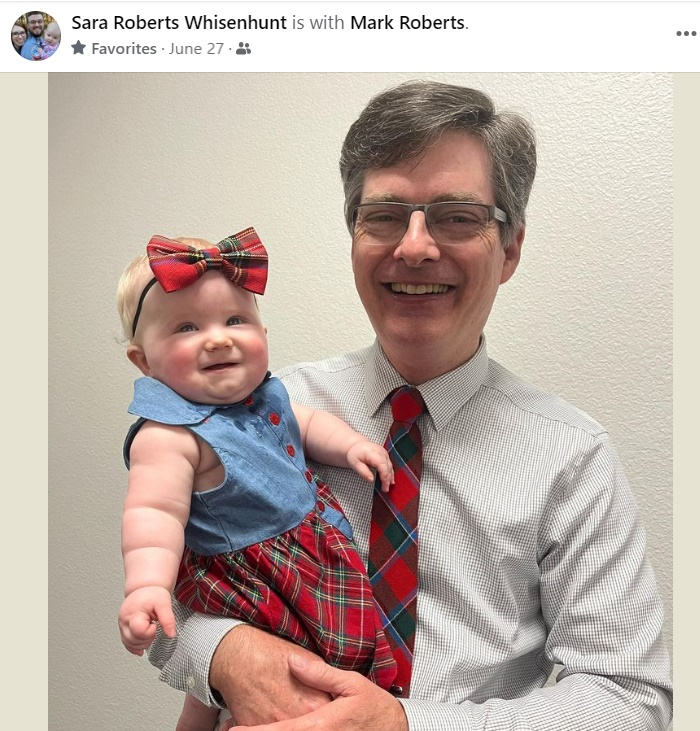 Sara Roberts Whisenhunt is with Mark Roberts.
Favorites · June 27 ·